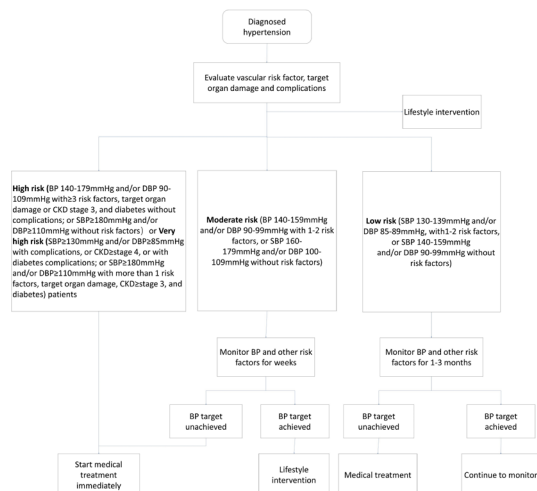 Diagnosed
hypertension
Evaluate vascular risk factor, target
organ damage and complications
Lifestyle intervention
High risk (BP 140-179mmHg and/or DBP 90-
109mmHg with≥3 risk factors, target organ
damage or CKD stage 3, and diabetes without
complications; or SBP≥180mmHg and/or
DBP≥110mmHg without risk factors) or Very
high risk (SBP≥130mmHg and/or DBP≥85mmHg
with complications, or CKD≥stage 4, or with
diabetes complications; or SBP≥180mmHg
and/or DBP≥110mmHg with more than 1 risk
factors, target organ damage, CKD≥stage 3, and
diabetes) patients
Moderate risk (BP 140-159mmHg
and/or DBP 90-99mmHg with 1-2 risk
factors, or SBP 160-
179mmHg and/or DBP 100-
109mmHg without risk factors)
Low risk (SBP 130-139mmHg and/or
DBP 85-89mmHg, with1-2 risk factors,
or SBP 140-159mmHg
and/or DBP 90-99mmHg without
risk factors)
Monitor BP and other risk
factors for weeks
Monitor BP and other risk
factors for 1-3 months
BP target
unachieved
BP target
achieved
BP target
unachieved
BP target
achieved
Start medical
treatment
immediately
Lifestyle
intervention
Medical treatment
Continue to monitor